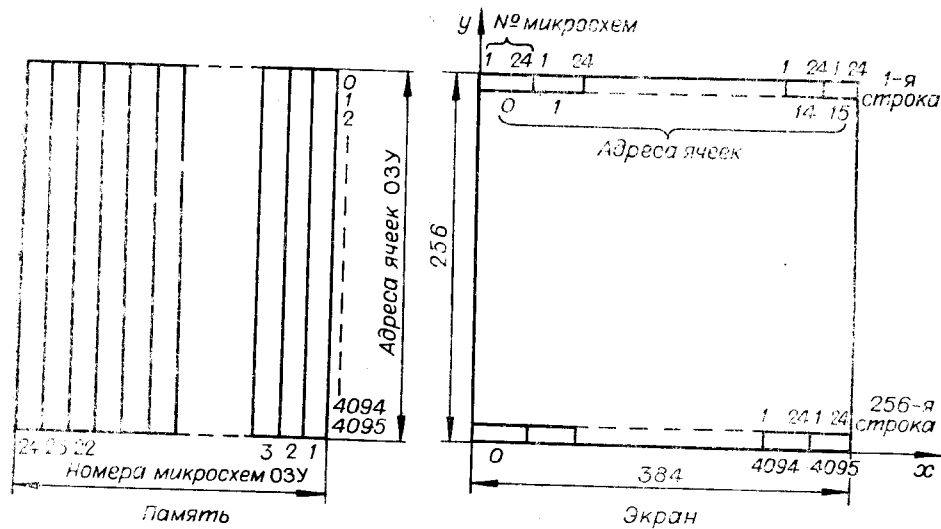 y № микросхем
1 24 1 24 1 24 1 24
1-я
строка
0 1 14 15
Адреса ячеек
0
1
2
Адреса ячеек ОЗУ
256
4094
4095
24 23 22 3 2 1
Номера микросхем ОЗУ
Память
1 24 1 24
256-я
строка
0 4094 4095 x
384
Экран